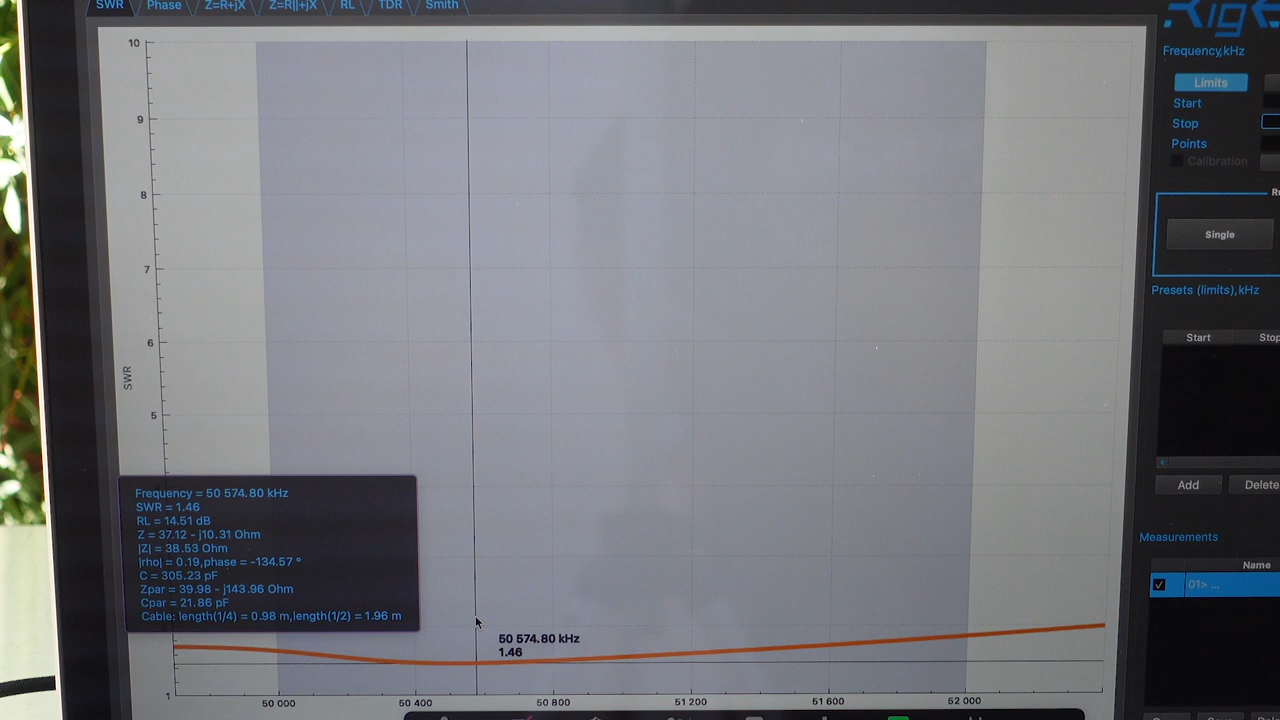 SWR Phase Z=R+jX Z=R||+jX RL TDR Smith
RigE
Frequency,kHz
Limits
Start
Stop
Points
Calibration
Single
Presets (limits),kHz
Start Stop
Add Delete
Measurements
Name
01> ...
10
9
8
7
6
5
1
SWR
Frequency = 50 574.80 kHz
SWR = 1.46
RL = 14.51 dB
Z = 37.12 - j10.31 Ohm
|Z| = 38.53 Ohm
|rho| = 0.19,phase = -134.57 °
C = 305.23 pF
Zpar = 39.98 - j143.96 Ohm
Cpar = 21.86 pF
Cable: length(1/4) = 0.98 m,length(1/2) = 1.96 m
50 574.80 kHz
1.46
50 000 50 400 50 800 51 200 51 600 52 000